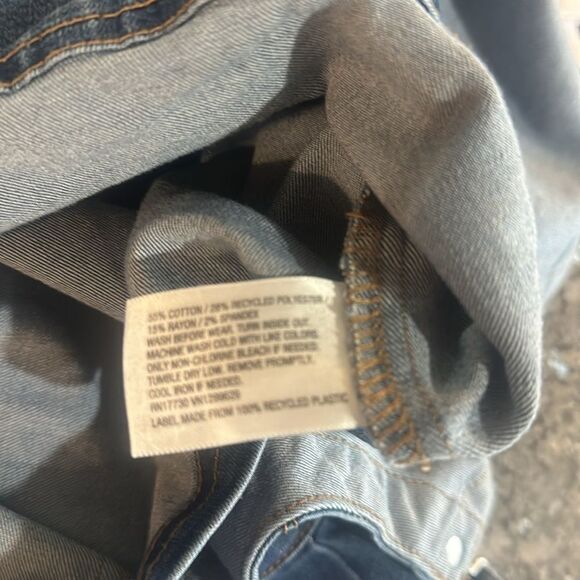 55% COTTON / 28% RECYCLED POLYESTER /
15% RAYON / 2% SPANDEX
WASH BEFORE WEAR. TURN INSIDE OUT.
MACHINE WASH COLD WITH LIKE COLORS.
ONLY NON-CHLORINE BLEACH IF NEEDED.
TUMBLE DRY LOW. REMOVE PROMPTLY.
COOL IRON IF NEEDED.
RN17730 VN1299629
LABEL MADE FROM 100% RECYCLED PLASTIC